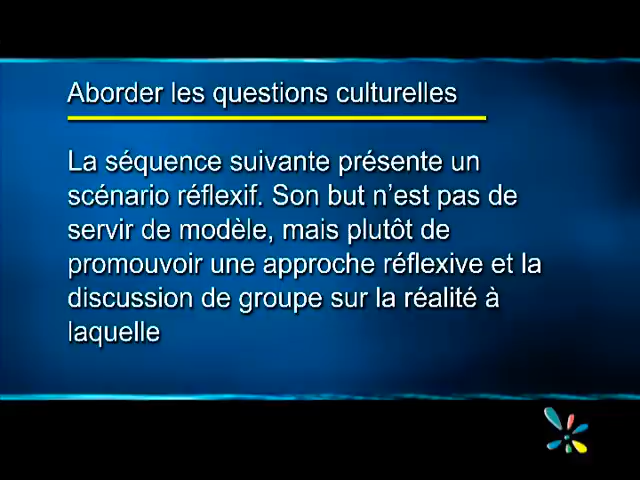 Aborder les questions culturelles
La séquence suivante présente un
scénario réflexif. Son but n'est pas de
servir de modèle, mais plutôt de
promouvoir une approche réflexive et la
discussion de groupe sur la réalité à
laquelle